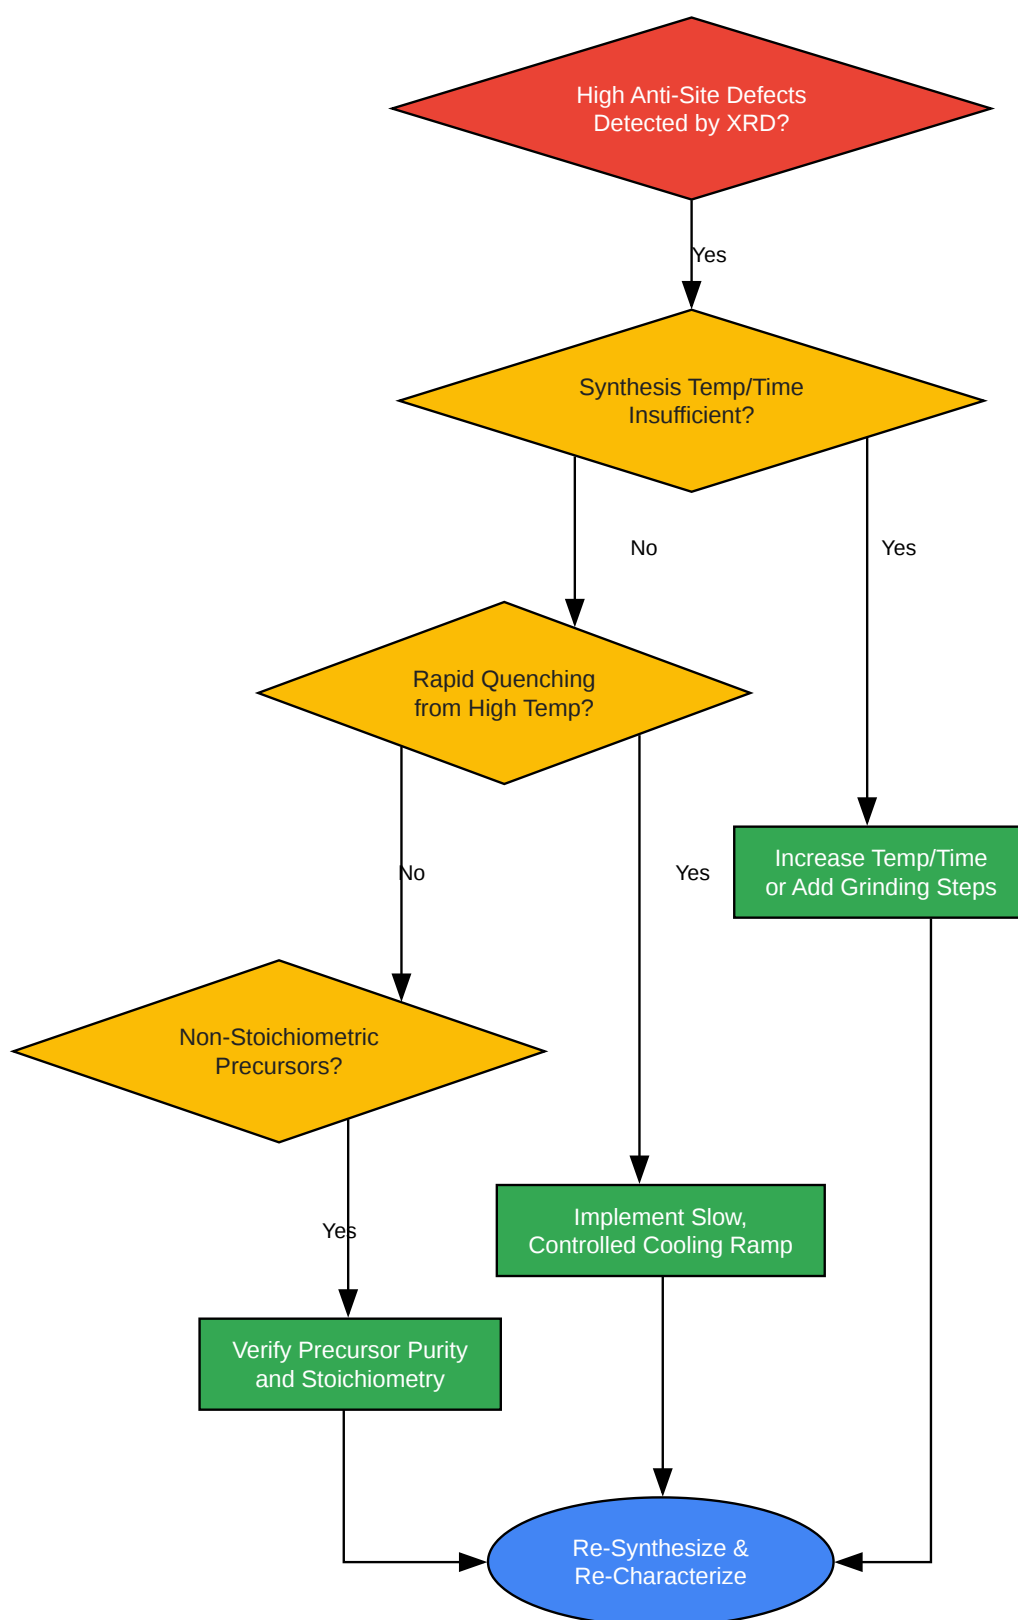 High Anti-Site Defects
Detected by XRD?
Yes
Synthesis Temp/Time
Insufficient?
No
Yes
Rapid Quenching
from High Temp?
No
Yes
Increase Temp/Time
or Add Grinding Steps
Non-Stoichiometric
Precursors?
Yes
Implement Slow,
Controlled Cooling Ramp
Verify Precursor Purity
and Stoichiometry
Re-Synthesize &
Re-Characterize